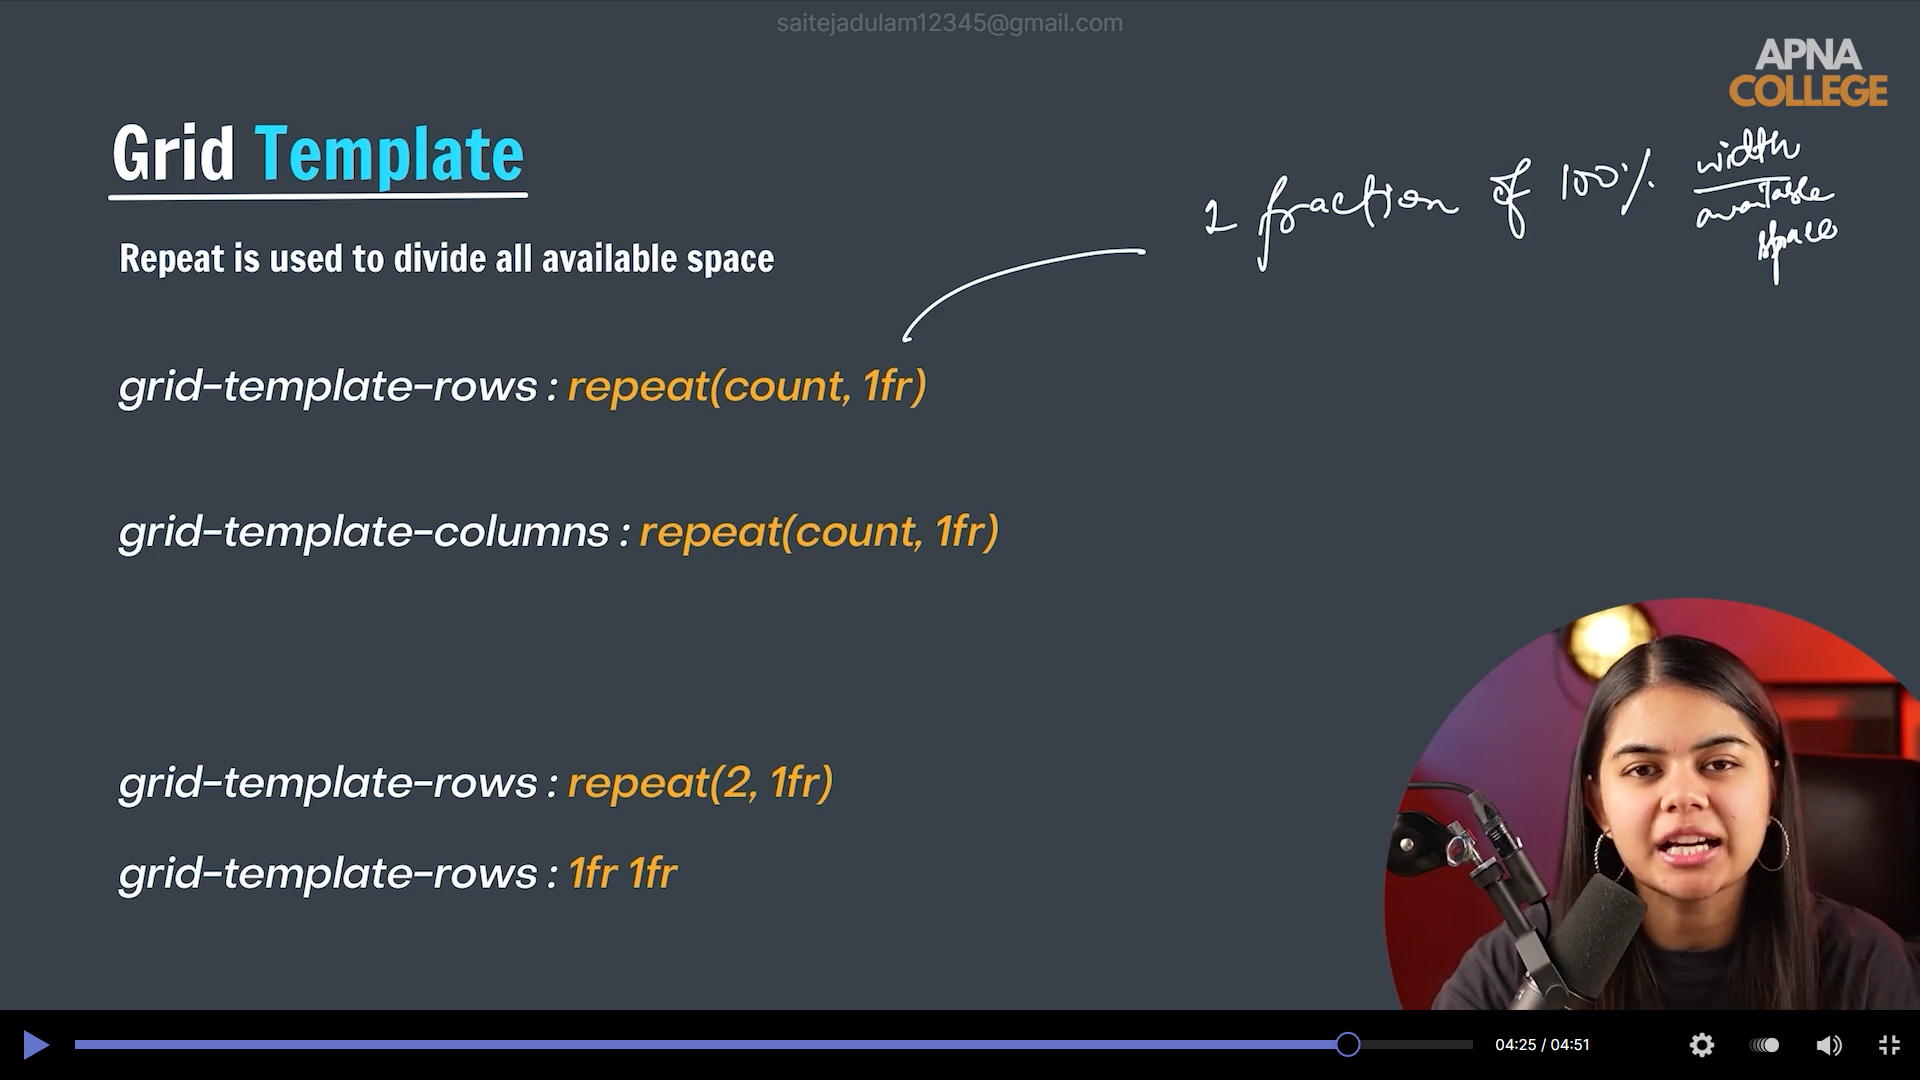 saitejadulam12345@gmail.com
APNA
COLLEGE
Grid Template
1 fraction of 100% width
available
space
Repeat is used to divide all available space
grid-template-rows : repeat(count, 1fr)
grid-template-columns : repeat(count, 1fr)
grid-template-rows : repeat(2, 1fr)
grid-template-rows : 1fr 1fr
04:25 / 04:51